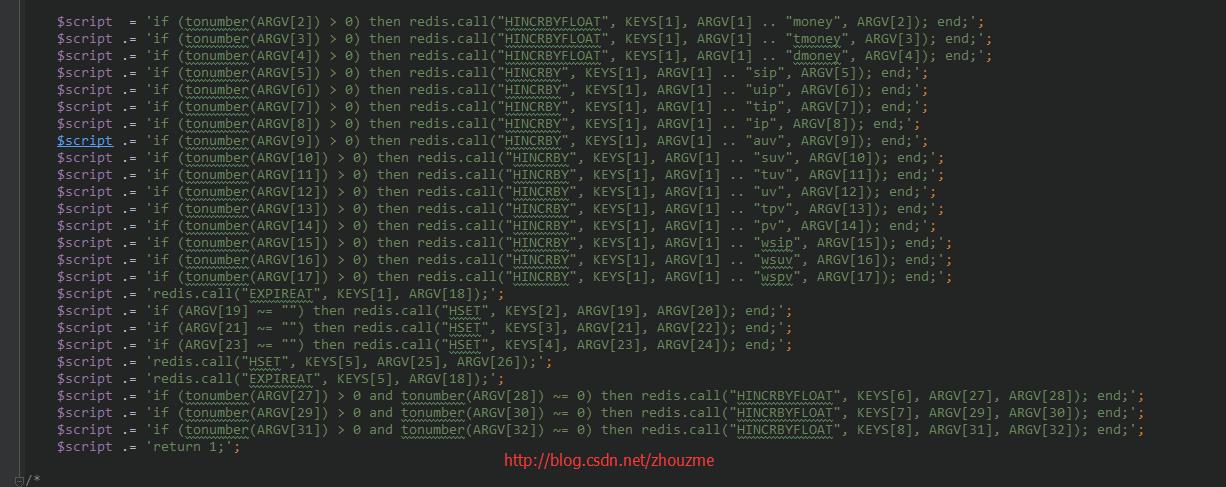 $script  = 'if (tonumber(ARGV[2]) > 0) then redis.call("HINCRBYFLOAT", KEYS[1], ARGV[1] .. "money", ARGV[2]); end;';
$script .= 'if (tonumber(ARGV[3]) > 0) then redis.call("HINCRBYFLOAT", KEYS[1], ARGV[1] .. "tmoney", ARGV[3]); end;';
$script .= 'if (tonumber(ARGV[4]) > 0) then redis.call("HINCRBYFLOAT", KEYS[1], ARGV[1] .. "dmoney", ARGV[4]); end;';
$script .= 'if (tonumber(ARGV[5]) > 0) then redis.call("HINCRBY", KEYS[1], ARGV[1] .. "sip", ARGV[5]); end;';
$script .= 'if (tonumber(ARGV[6]) > 0) then redis.call("HINCRBY", KEYS[1], ARGV[1] .. "uip", ARGV[6]); end;';
$script .= 'if (tonumber(ARGV[7]) > 0) then redis.call("HINCRBY", KEYS[1], ARGV[1] .. "tip", ARGV[7]); end;';
$script .= 'if (tonumber(ARGV[8]) > 0) then redis.call("HINCRBY", KEYS[1], ARGV[1] .. "ip", ARGV[8]); end;';
$script .= 'if (tonumber(ARGV[9]) > 0) then redis.call("HINCRBY", KEYS[1], ARGV[1] .. "auv", ARGV[9]); end;';
$script .= 'if (tonumber(ARGV[10]) > 0) then redis.call("HINCRBY", KEYS[1], ARGV[1] .. "suv", ARGV[10]); end;';
$script .= 'if (tonumber(ARGV[11]) > 0) then redis.call("HINCRBY", KEYS[1], ARGV[1] .. "tuv", ARGV[11]); end;';
$script .= 'if (tonumber(ARGV[12]) > 0) then redis.call("HINCRBY", KEYS[1], ARGV[1] .. "uv", ARGV[12]); end;';
$script .= 'if (tonumber(ARGV[13]) > 0) then redis.call("HINCRBY", KEYS[1], ARGV[1] .. "tpv", ARGV[13]); end;';
$script .= 'if (tonumber(ARGV[14]) > 0) then redis.call("HINCRBY", KEYS[1], ARGV[1] .. "pv", ARGV[14]); end;';
$script .= 'if (tonumber(ARGV[15]) > 0) then redis.call("HINCRBY", KEYS[1], ARGV[1] .. "wsip", ARGV[15]); end;';
$script .= 'if (tonumber(ARGV[16]) > 0) then redis.call("HINCRBY", KEYS[1], ARGV[1] .. "wsuv", ARGV[16]); end;';
$script .= 'if (tonumber(ARGV[17]) > 0) then redis.call("HINCRBY", KEYS[1], ARGV[1] .. "wspv", ARGV[17]); end;';
$script .= 'redis.call("EXPIREAT", KEYS[1], ARGV[18]);';
$script .= 'if (ARGV[19] ~= "") then redis.call("HSET", KEYS[2], ARGV[19], ARGV[20]); end;';
$script .= 'if (ARGV[21] ~= "") then redis.call("HSET", KEYS[3], ARGV[21], ARGV[22]); end;';
$script .= 'if (ARGV[23] ~= "") then redis.call("HSET", KEYS[4], ARGV[23], ARGV[24]); end;';
$script .= 'redis.call("HSET", KEYS[5], ARGV[25], ARGV[26]);';
$script .= 'redis.call("EXPIREAT", KEYS[5], ARGV[18]);';
$script .= 'if (tonumber(ARGV[27]) > 0 and tonumber(ARGV[28]) ~= 0) then redis.call("HINCRBYFLOAT", KEYS[6], ARGV[27], ARGV[28]); end;';
$script .= 'if (tonumber(ARGV[29]) > 0 and tonumber(ARGV[30]) ~= 0) then redis.call("HINCRBYFLOAT", KEYS[7], ARGV[29], ARGV[30]); end;';
$script .= 'if (tonumber(ARGV[31]) > 0 and tonumber(ARGV[32]) ~= 0) then redis.call("HINCRBYFLOAT", KEYS[8], ARGV[31], ARGV[32]); end;';
$script .= 'return 1;';
http://blog.csdn.net/zhouzme
/*